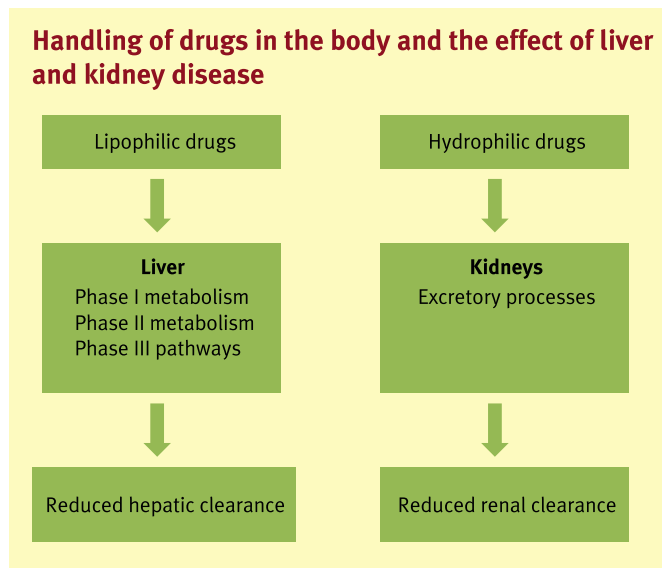 Handling of drugs in the body and the effect of liver
and kidney disease
Lipophilic drugs
Hydrophilic drugs
Liver
Phase I metabolism
Phase II metabolism
Phase III pathways
Kidneys
Excretory processes
Reduced hepatic clearance
Reduced renal clearance